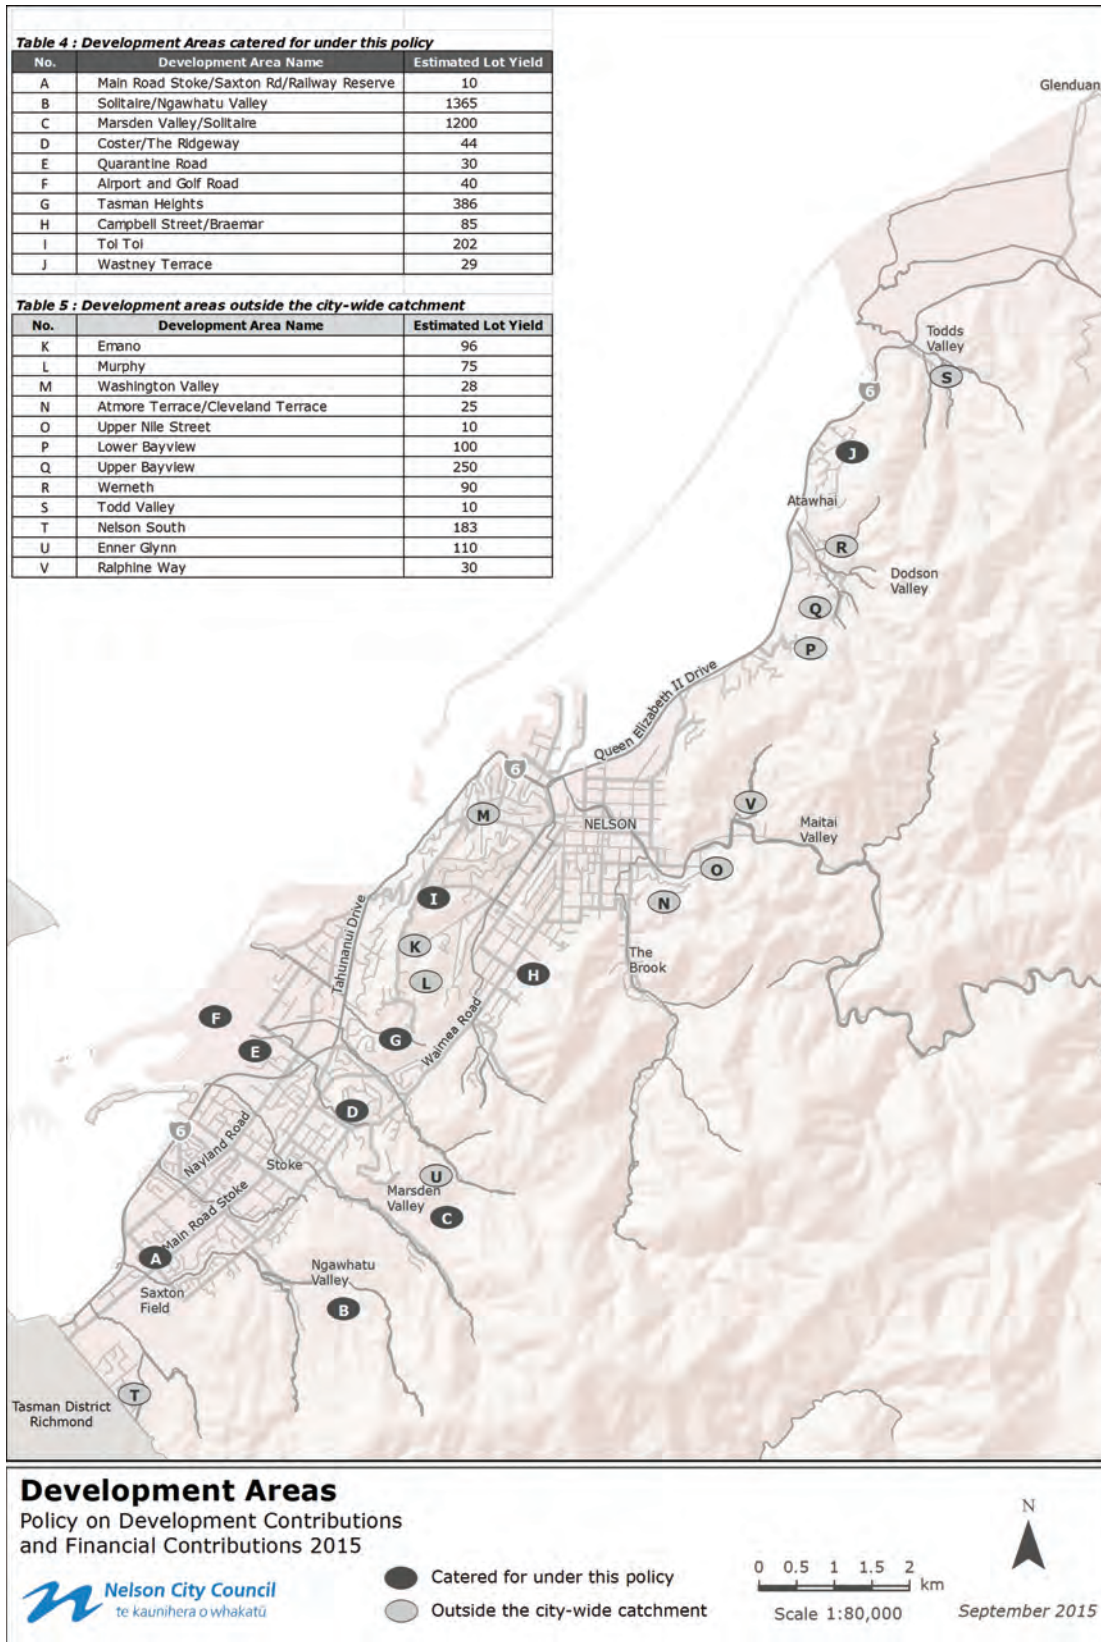 Table 4 : Development Areas catered for under this policy
No. Development Area Name Estimated Lot Yield
A Main Road Stoke/Saxton Rd/Railway Reserve 10
B Solitaire/Ngawhatu Valley 1365
C Marsden Valley/Solitaire 1200
D Coster/The Ridgeway 44
E Quarantine Road 30
F Airport and Golf Road 40
G Tasman Heights 386
H Campbell Street/Braemar 85
I Toi Toi 202
J Wastney Terrace 29
Table 5 : Development areas outside the city-wide catchment
No. Development Area Name Estimated Lot Yield
K Emano 96
L Murphy 75
M Washington Valley 28
N Atmore Terrace/Cleveland Terrace 25
O Upper Nile Street 10
P Lower Bayview 100
Q Upper Bayview 250
R Werneth 90
S Todd Valley 10
T Nelson South 183
U Enner Glynn 110
V Ralphine Way 30
Glenduan
Todds
Valley
S
6
J
Atawhai
R
Dodson
Valley
Q
P
Queen Elizabeth II Drive
6
V
M
NELSON
Maitai
Valley
O
I
N
Tahunanui Drive
K
The
Brook
H
L
F
Waimea Road
G
E
D
6
Nayland Road
Stoke
U
Marsden
Valley
C
Main Road Stoke
A
Ngawhatu
Valley
Saxton
Field
B
T
Tasman District
Richmond
Development Areas
Policy on Development Contributions
and Financial Contributions 2015
Nelson City Council
te kaunihera o whakatū
Catered for under this policy
Outside the city-wide catchment
0 0.5 1 1.5 2
km
Scale 1:80,000
N
September 2015